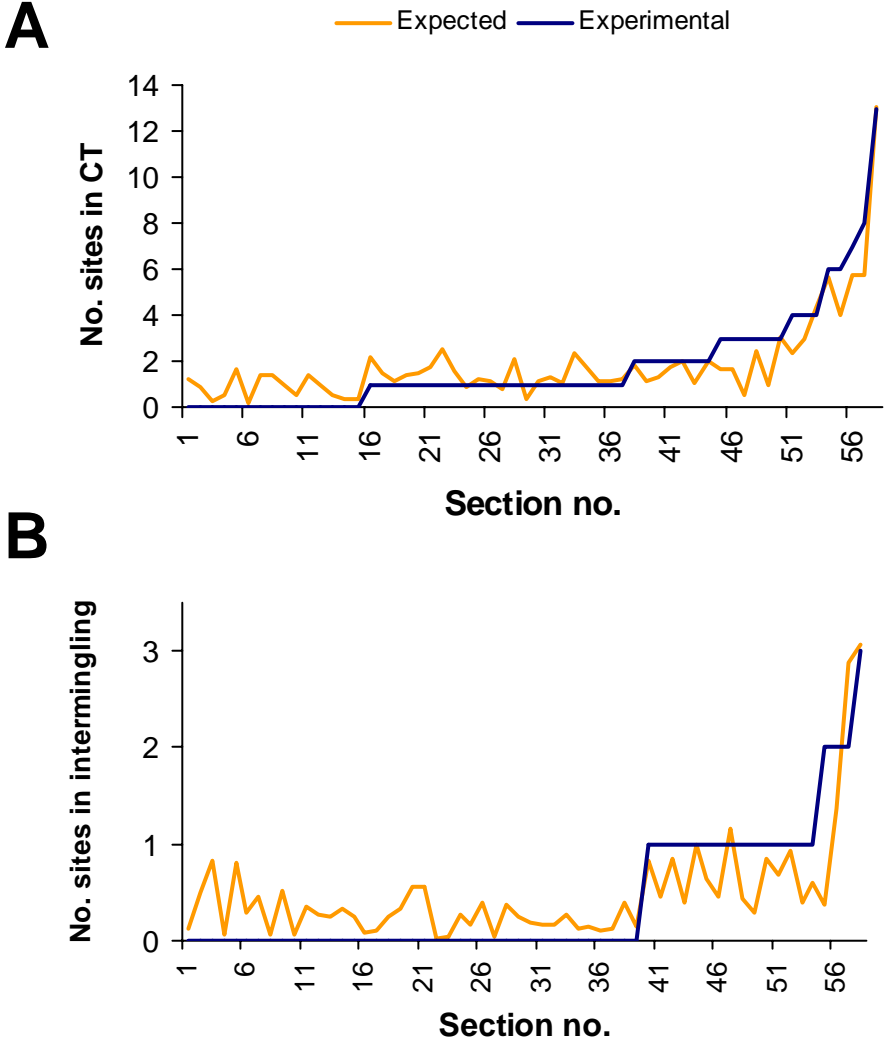 A
Expected Experimental
14
12
10
8
6
4
2
0
No. sites in CT
1 6 11 16 21 26 31 36 41 46 51 56
Section no.
B
3
2
1
0
No. sites in intermingling
1 6 11 16 21 26 31 36 41 46 51 56
Section no.